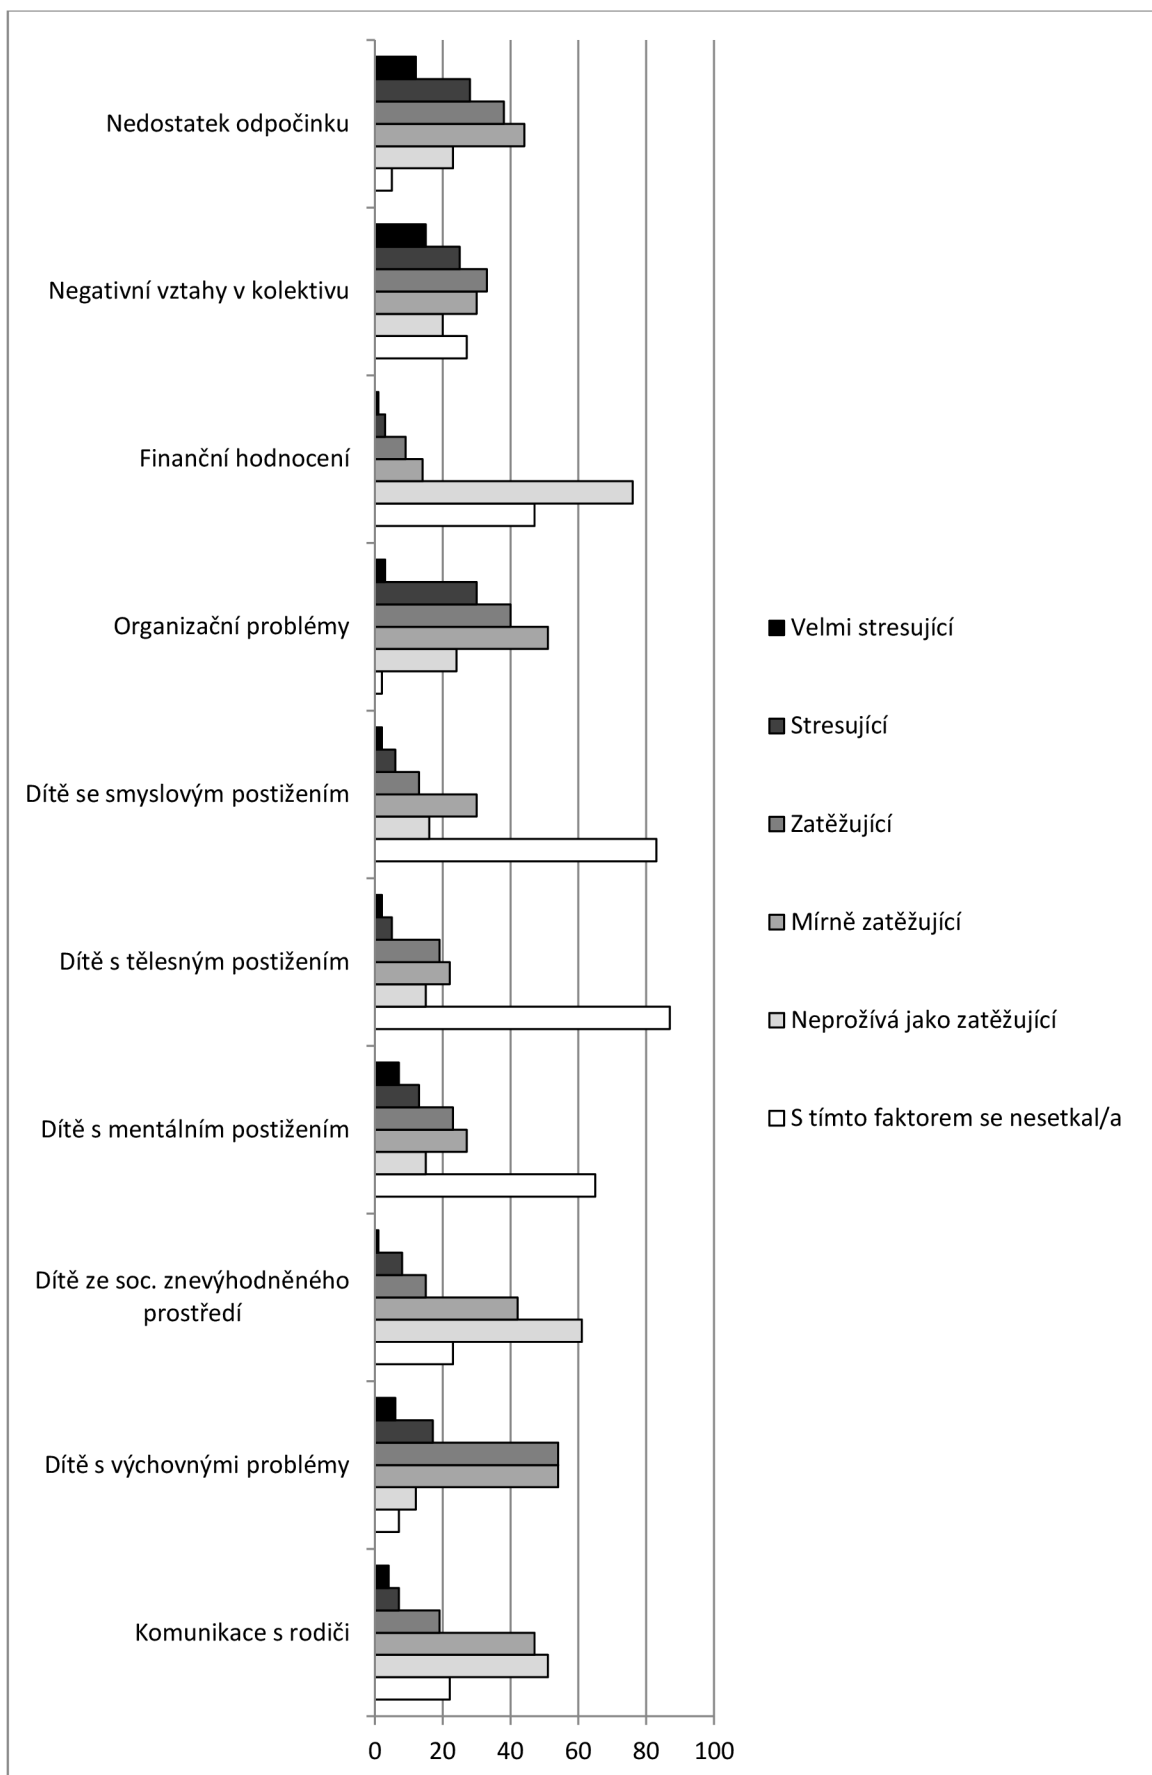 Nedostatek odpočinku
Negativní vztahy v kolektivu
Finanční hodnocení
Organizační problémy
Dítě se smyslovým postižením
Dítě s tělesným postižením
Dítě s mentálním postižením
Dítě ze soc. znevýhodněného
prostředí
Dítě s výchovnými problémy
Komunikace s rodiči
0 20 40 60 80 100
Velmi stresující
Stresující
Zatěžující
Mírně zatěžující
Neprožívá jako zatěžující
S tímto faktorem se nesetkal/a